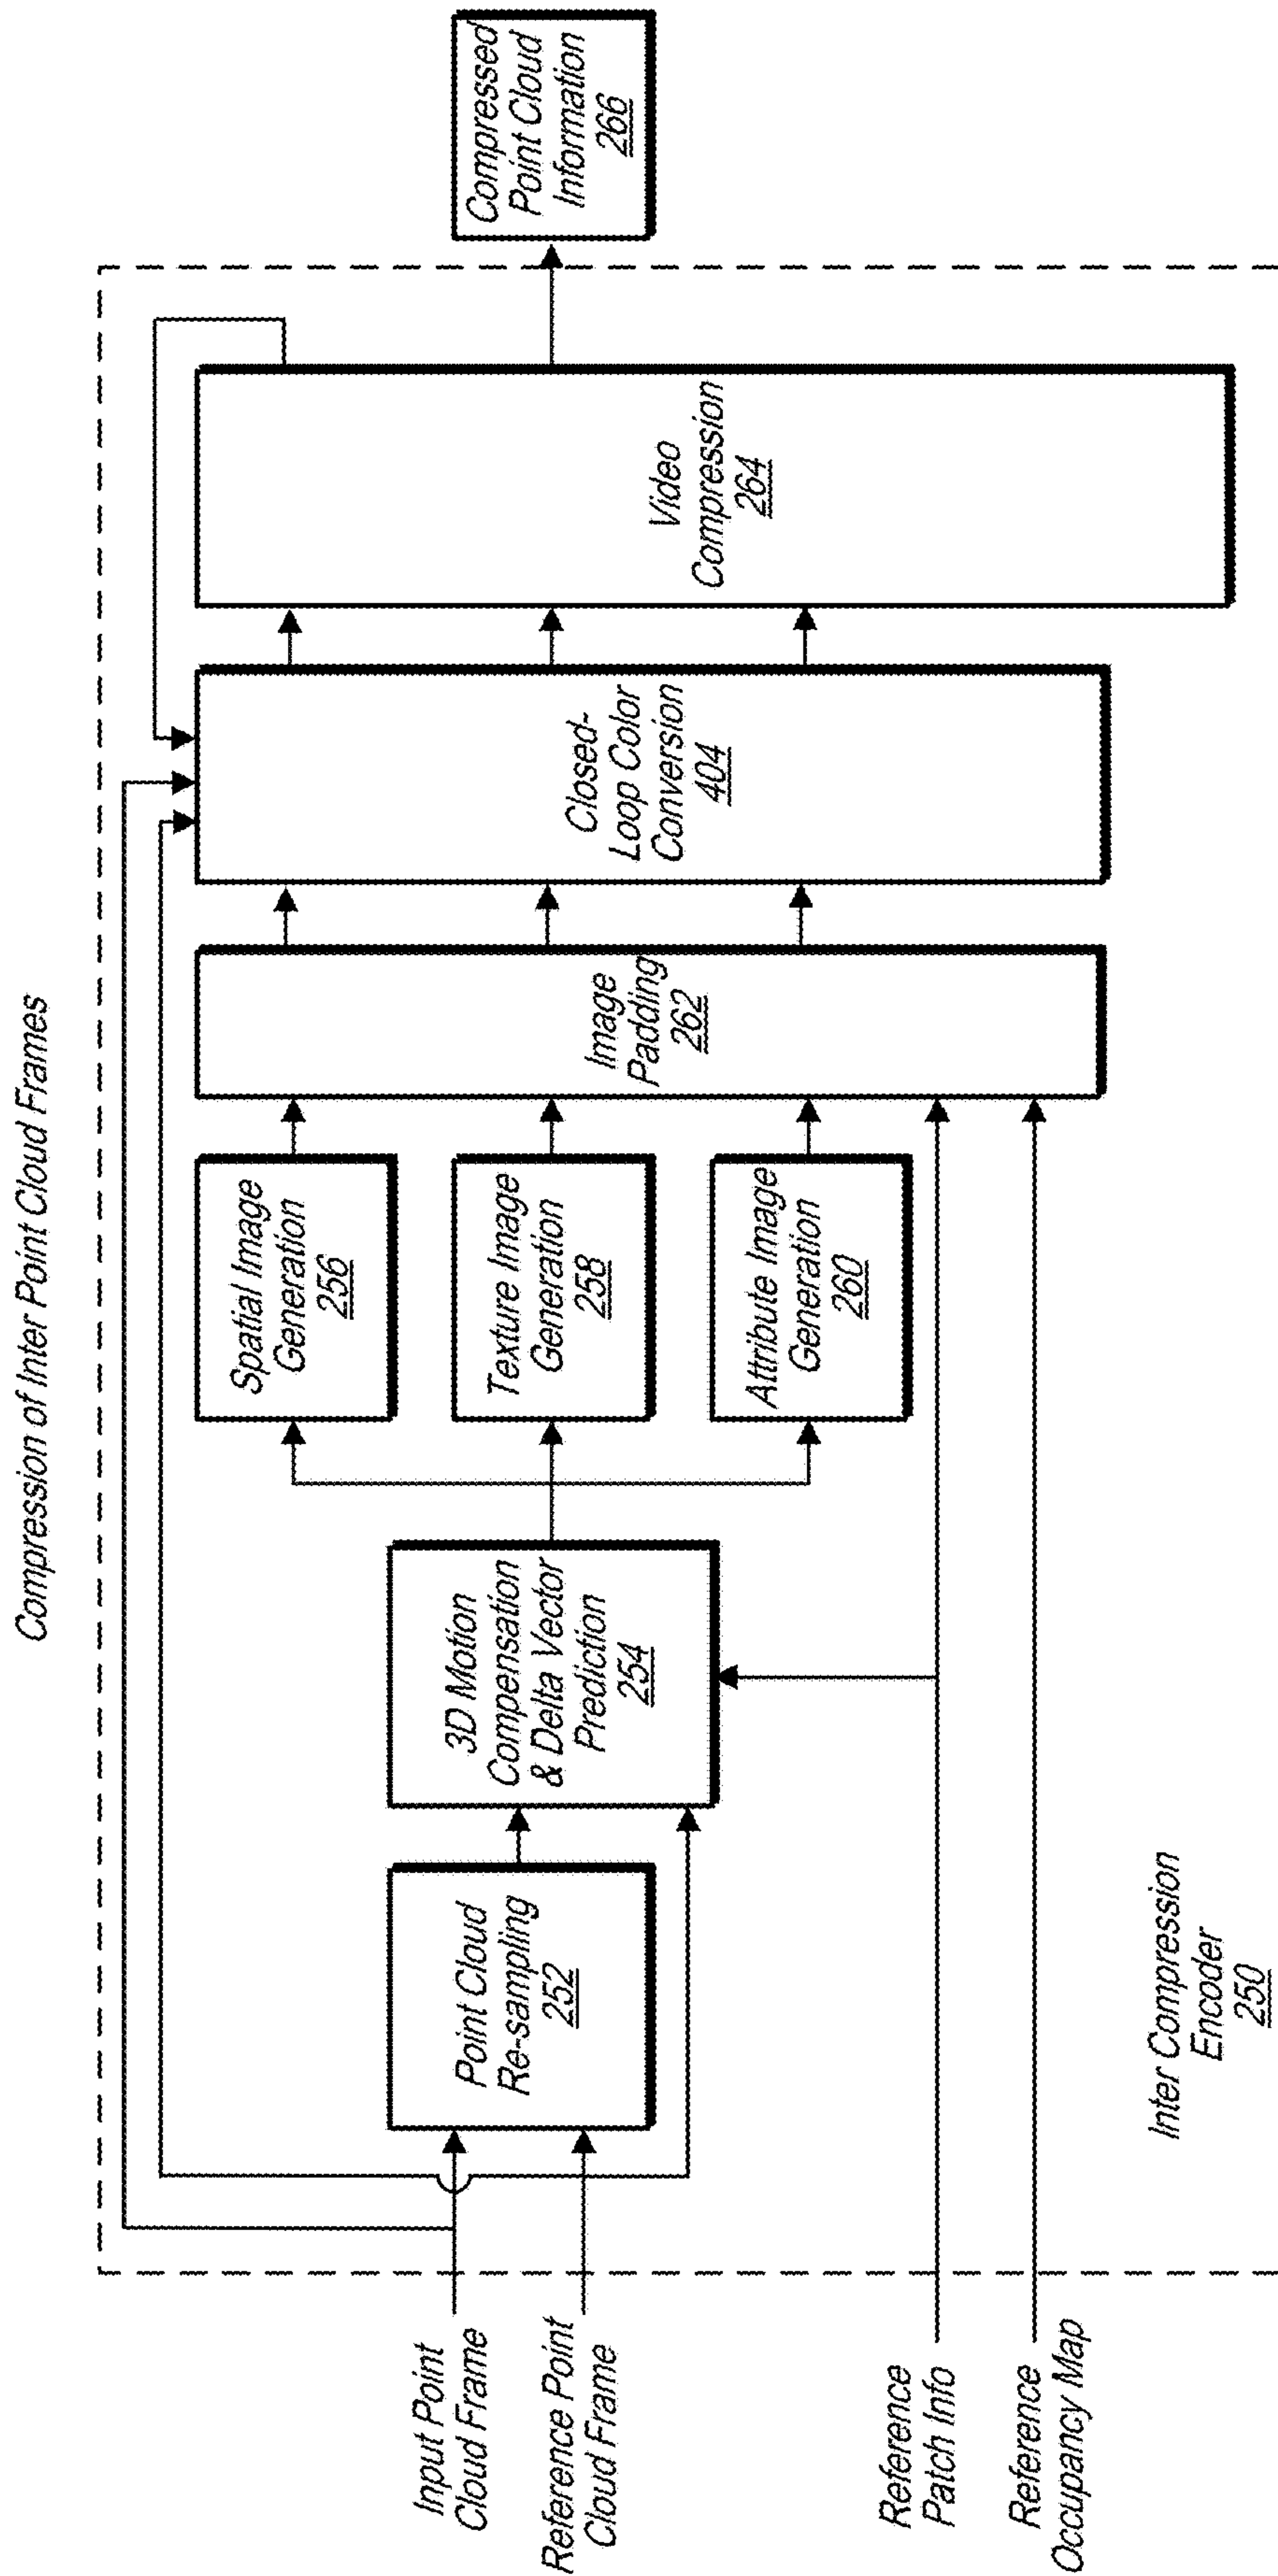 Compression of Inter Point Cloud Frames
Input Point
Cloud Frame
Reference Point
Cloud Frame
Reference
Patch Info
Reference
Occupancy Map
Point Cloud
Re-sampling
252
3D Motion
Compensation
& Delta Vector
Prediction
254
Spatial Image
Generation
256
Texture Image
Generation
258
Attribute Image
Generation
260
Image
Padding
262
Closed-
Loop Color
Conversion
404
Video
Compression
264
Compressed
Point Cloud
Information
266
Inter Compression
Encoder
250